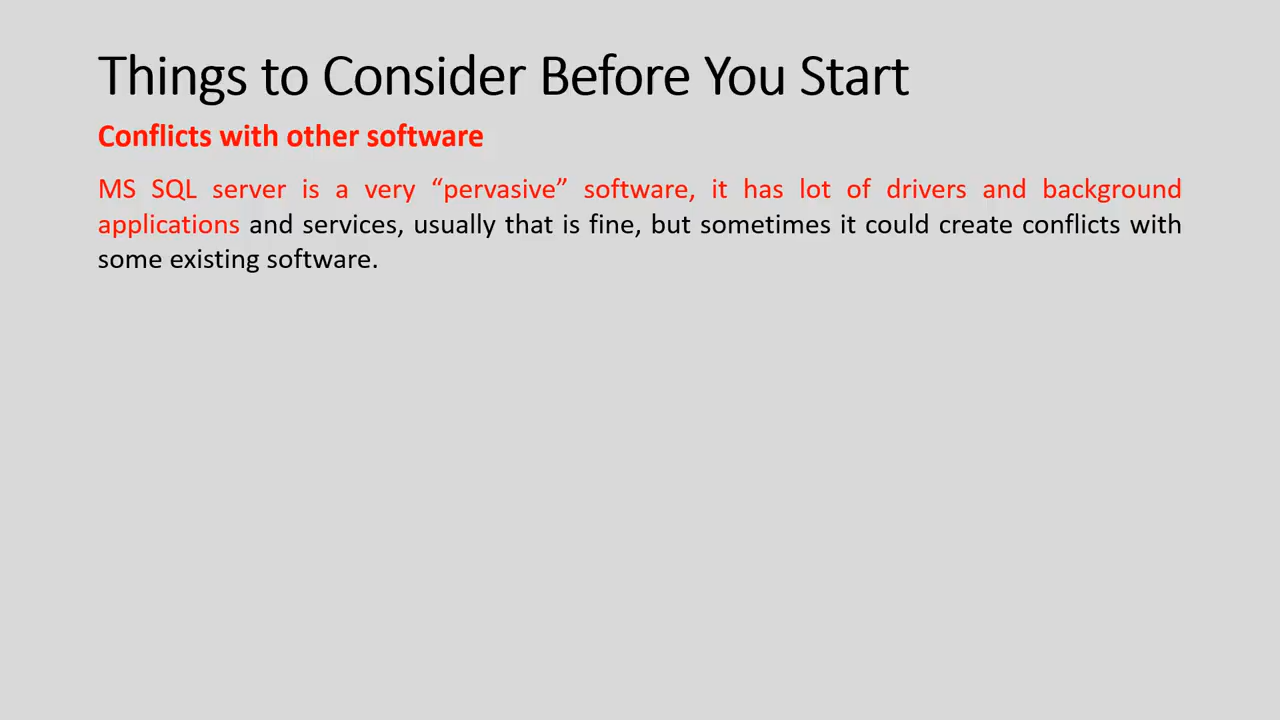 Things to Consider Before You Start
Conflicts with other software
MS SQL server is a very “pervasive” software, it has lot of drivers and background
applications and services, usually that is fine, but sometimes it could create conflicts with
some existing software.